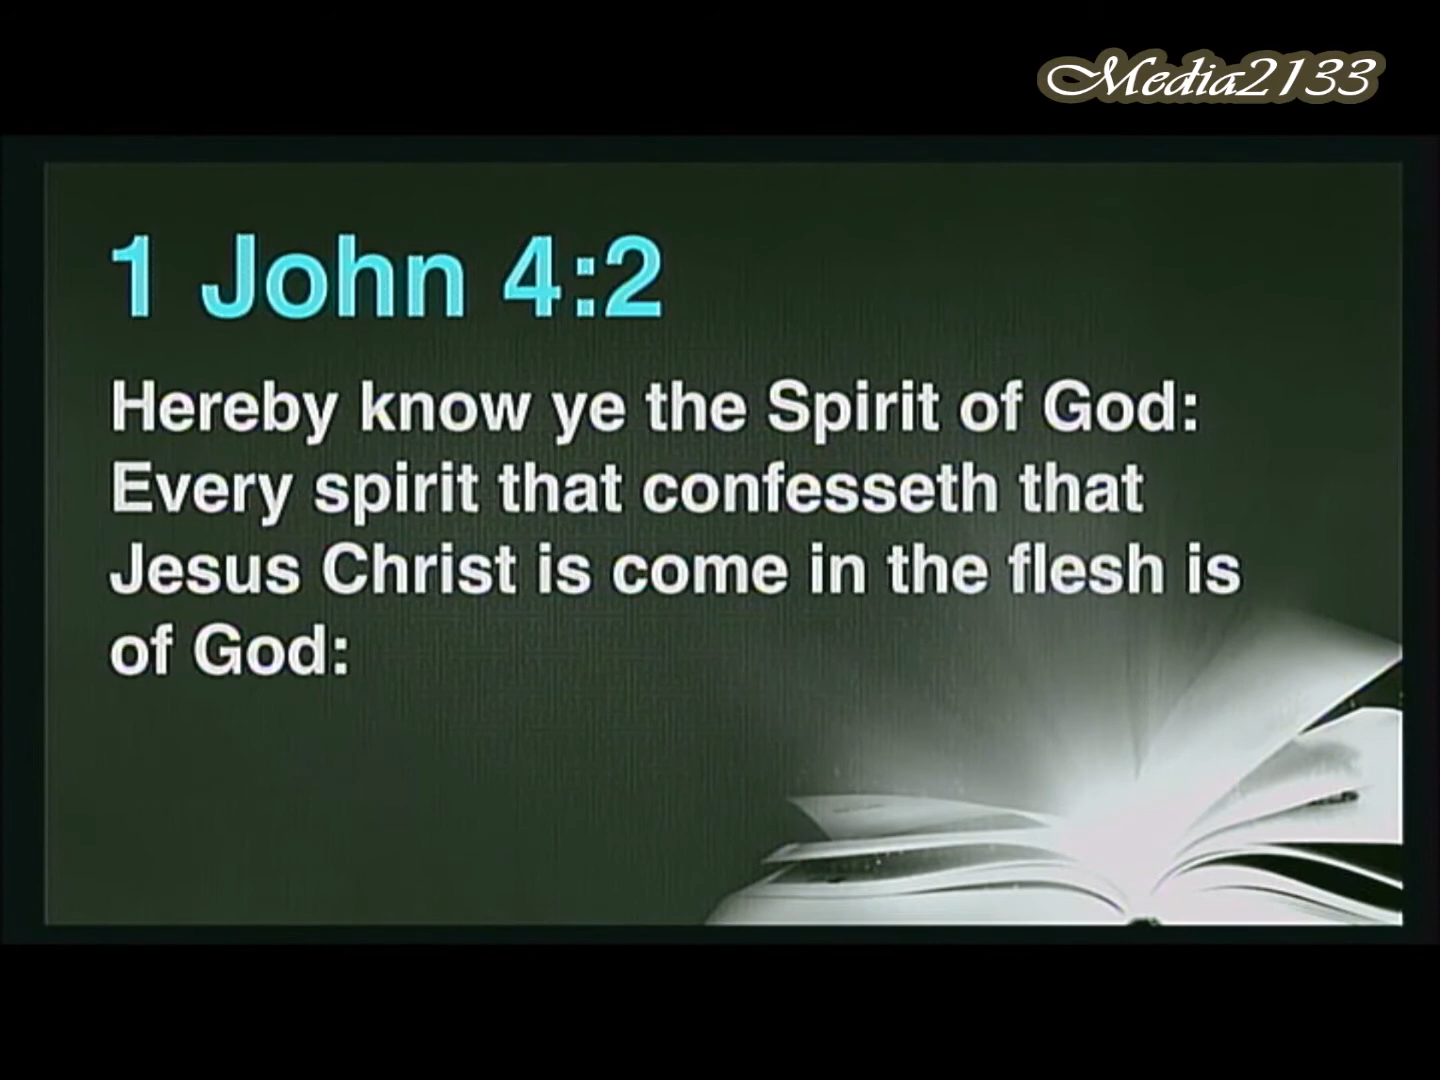 Media2133
1 John 4:2
Hereby know ye the Spirit of God:
Every spirit that confesseth that
Jesus Christ is come in the flesh is
of God: